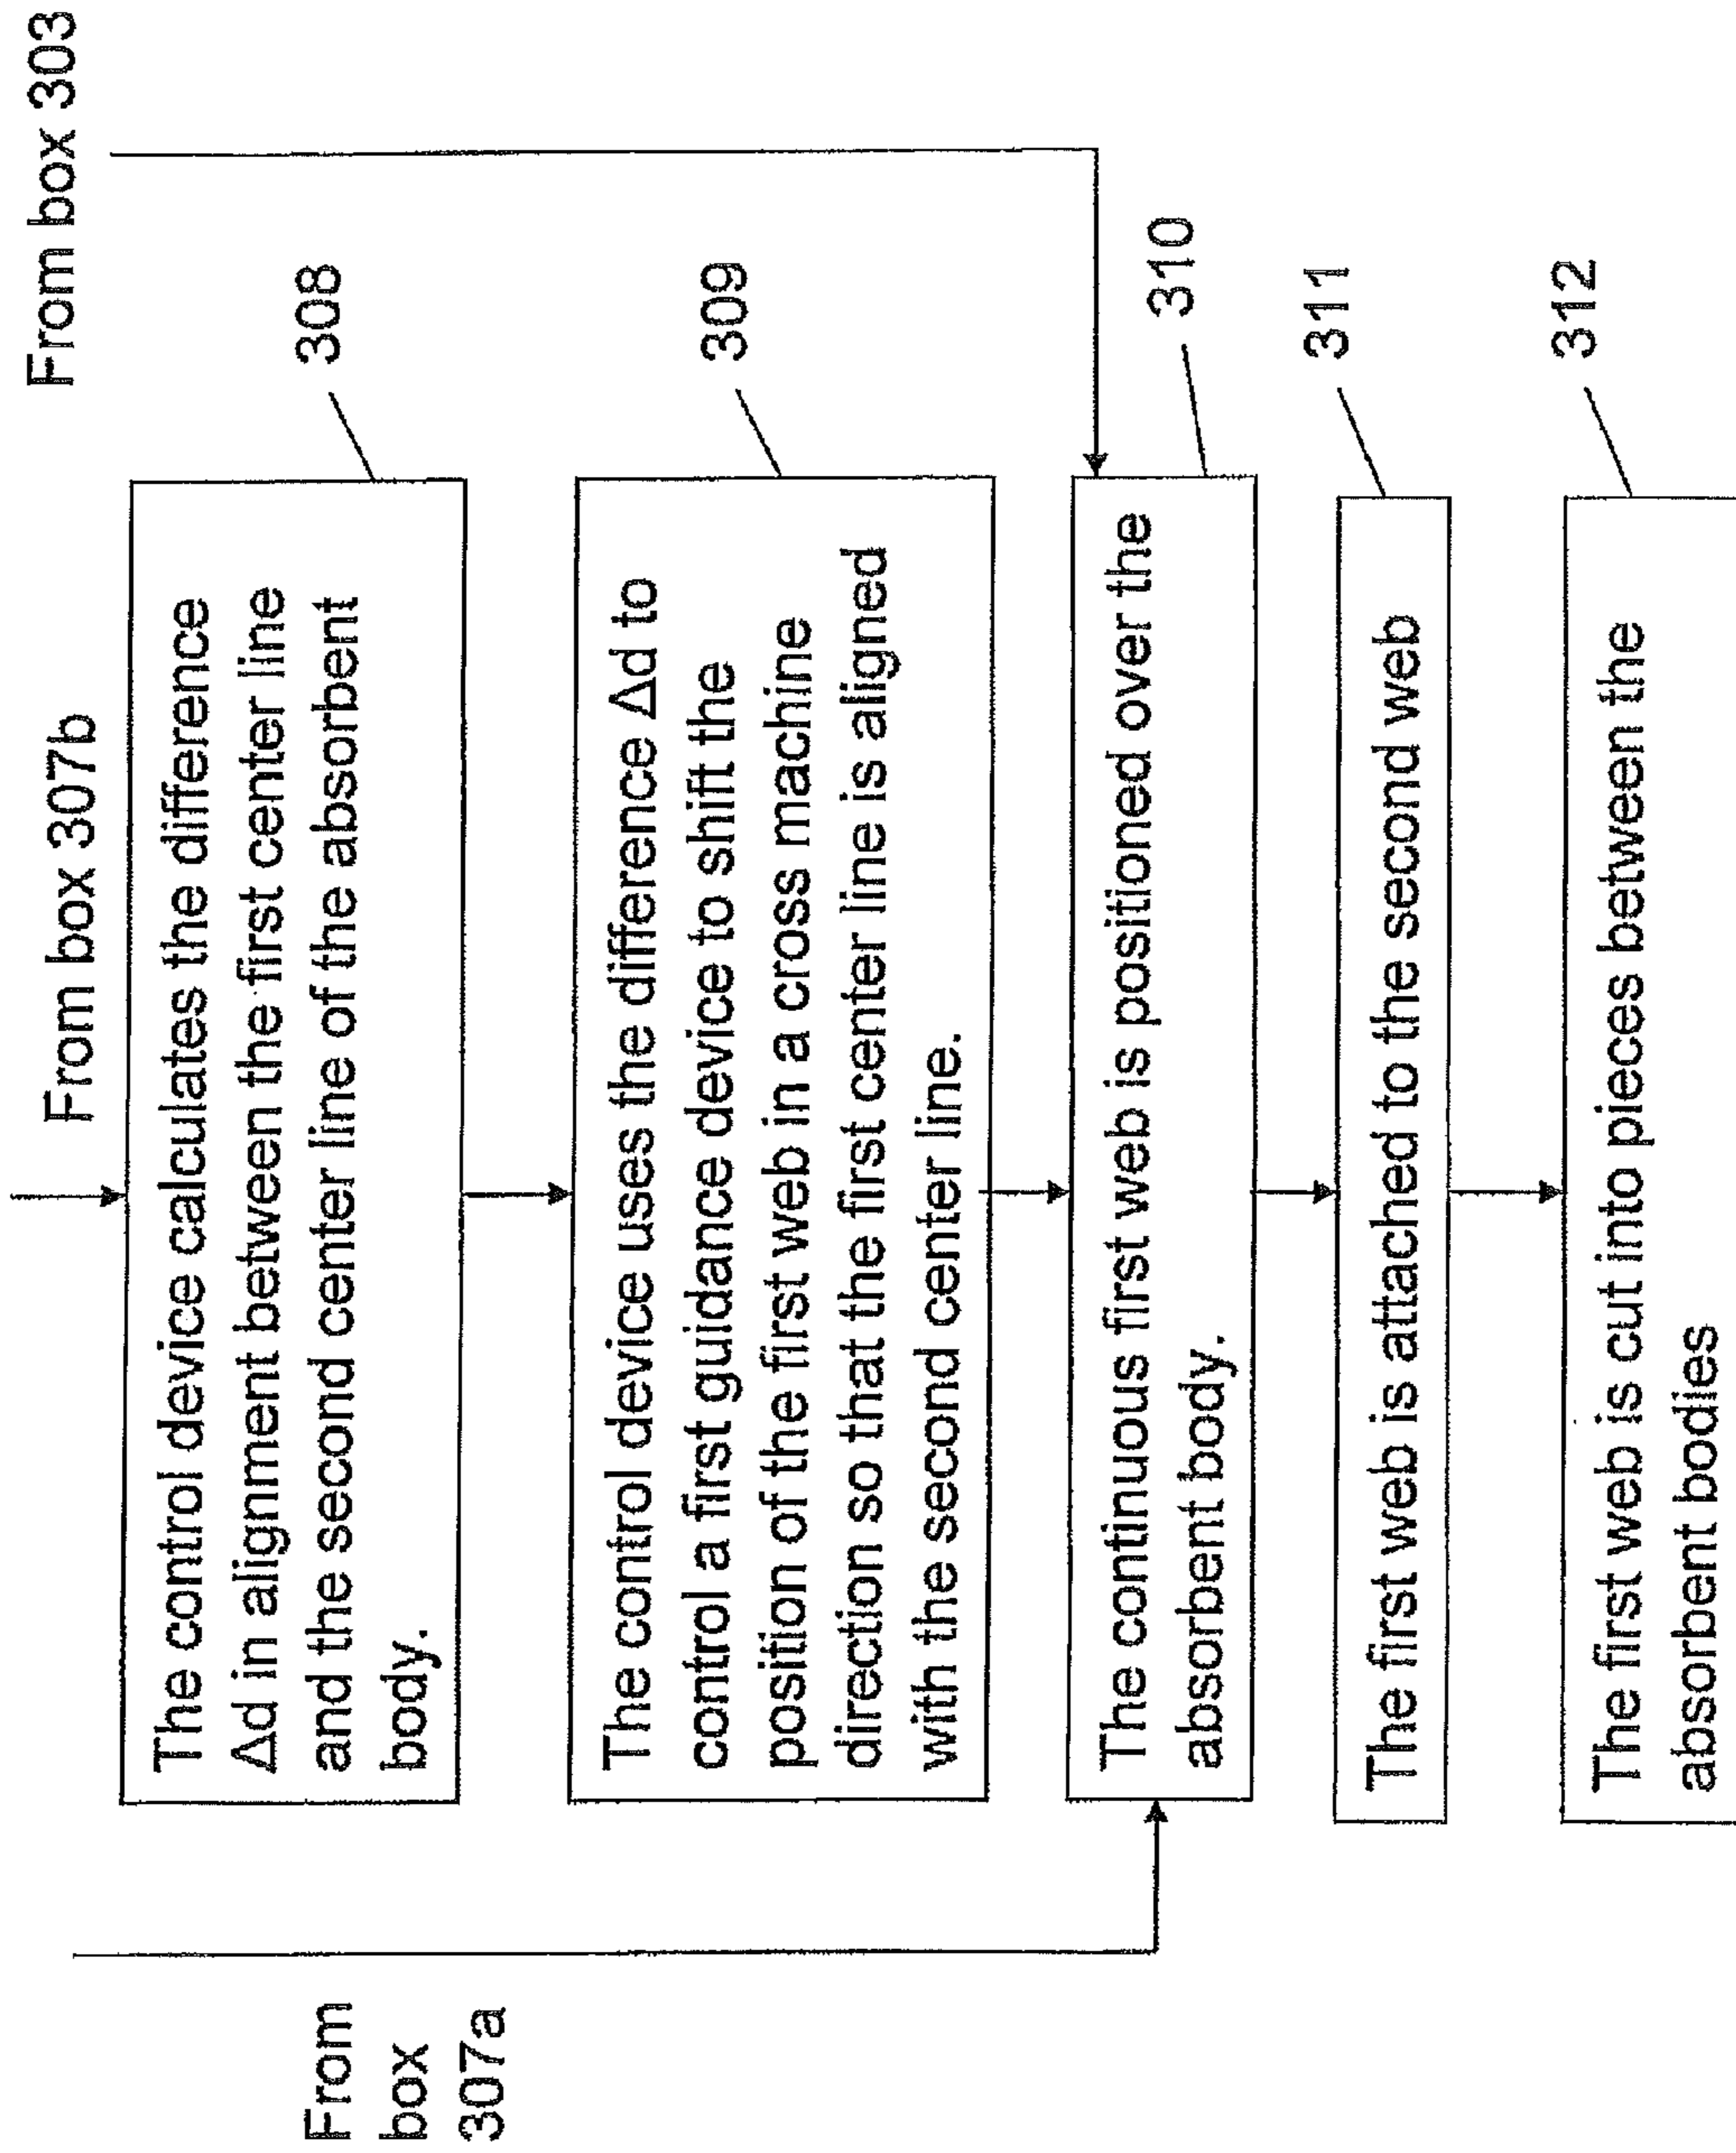 From box 303
From box 307b
The control device calculates the difference
Δd in alignment between the first center line
and the second center line of the absorbent
body.
308
The control device uses the difference Δd to
control a first guidance device to shift the
position of the first web in a cross machine
direction so that the first center line is aligned
with the second center line.
309
From
box
307a
The continuous first web is positioned over the
absorbent body.
310
The first web is attached to the second web
311
The first web is cut into pieces between the
absorbent bodies
312